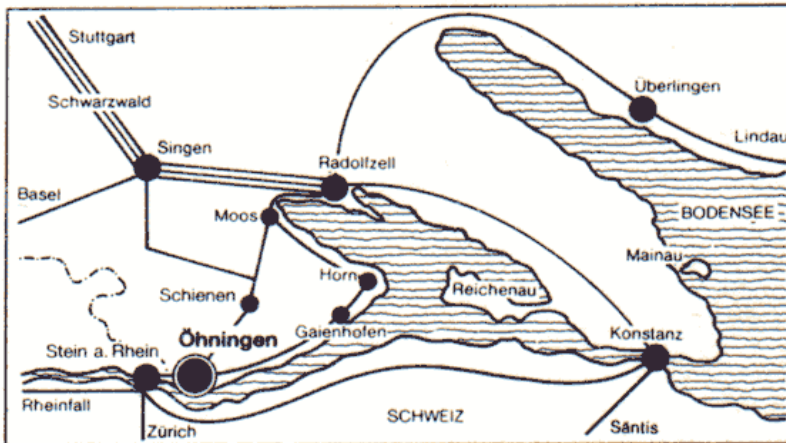 Stuttgart
Schwarzwald
Singen
Überlingen
Lindau
Radolfzell
Basel
Moos
BODENSEE
Horn
Mainau
Schienen
Reichenau
Gaienhofen
Konstanz
Öhningen
Stein a. Rhein
Rheinfall
Zürich
SCHWEIZ
Säntis